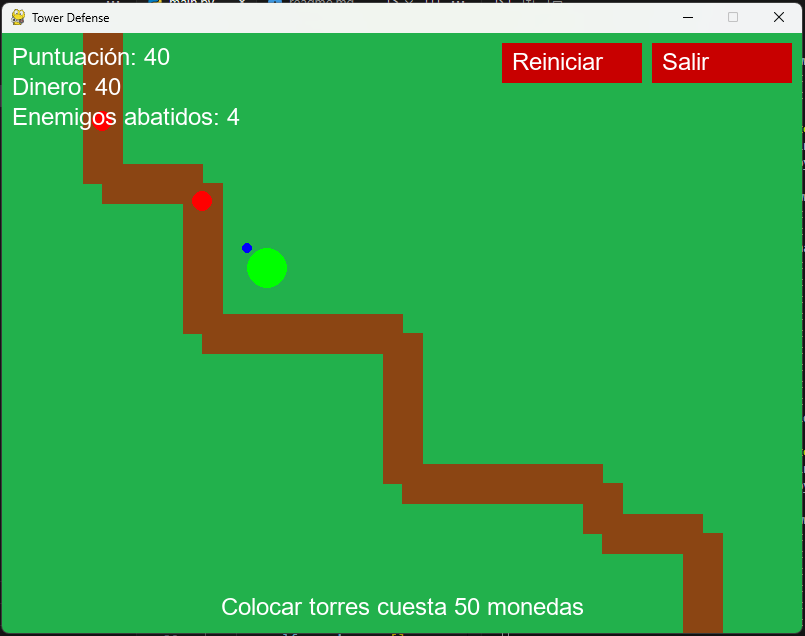 Tower Defense
Puntuación: 40
Dinero: 40
Enemigos abatidos: 4
Reiniciar
Salir
Colocar torres cuesta 50 monedas